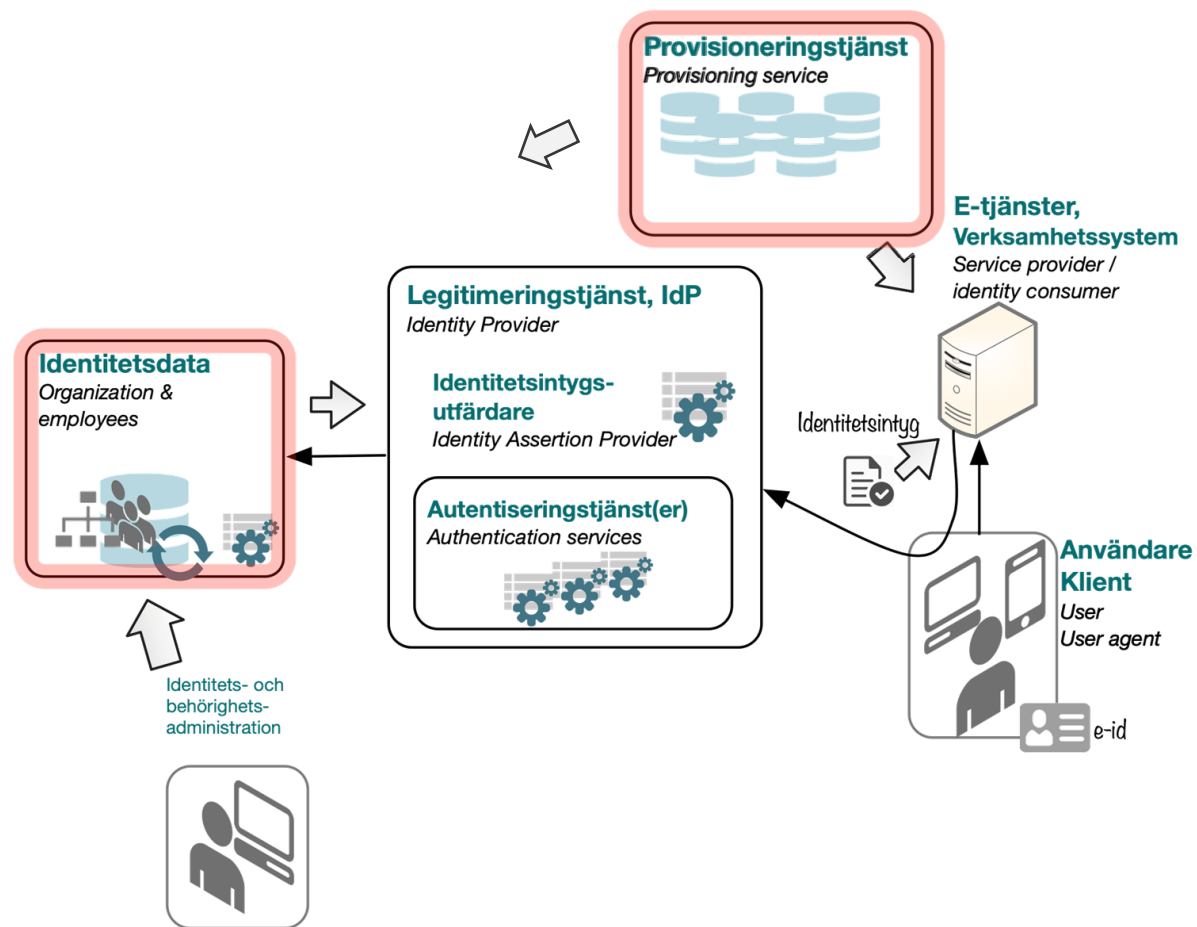 Provisioneringstjänst
Provisioning service
E-tjänster,
Verksamhetssystem
Service provider /
identity consumer
Legitimeringstjänst, IdP
Identity Provider
Identitetsdata
Organization &
employees
Identitetsintygs-
utfärdare
Identity Assertion Provider
Identitetsintyg
Autentiseringstjänst(er)
Authentication services
Användare
Klient
User
User agent
Identitets- och
behörighets-
administration
e-id